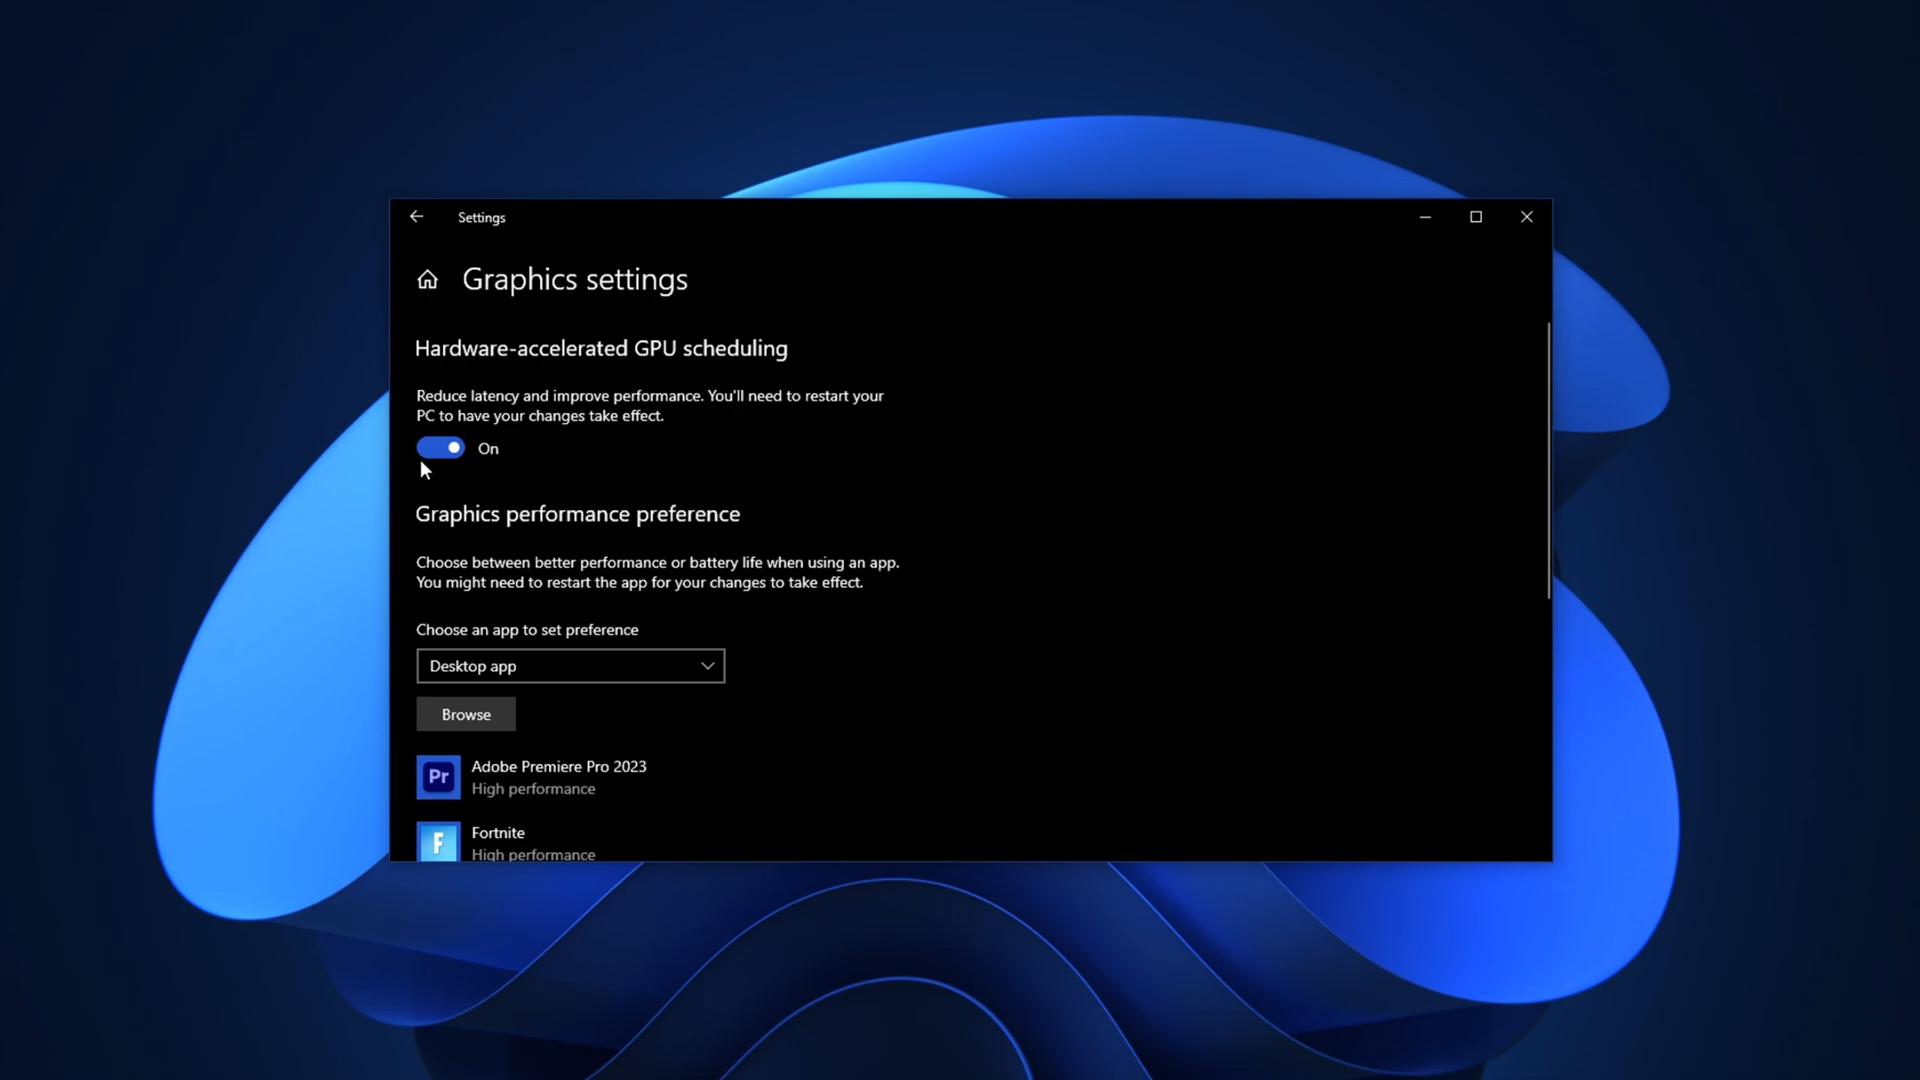 Settings
Graphics settings
Hardware-accelerated GPU scheduling
Reduce latency and improve performance. You'll need to restart your
PC to have your changes take effect.
On
Graphics performance preference
Choose between better performance or battery life when using an app.
You might need to restart the app for your changes to take effect.
Choose an app to set preference
Desktop app
Browse
Pr
Adobe Premiere Pro 2023
High performance
F
Fortnite
High performance